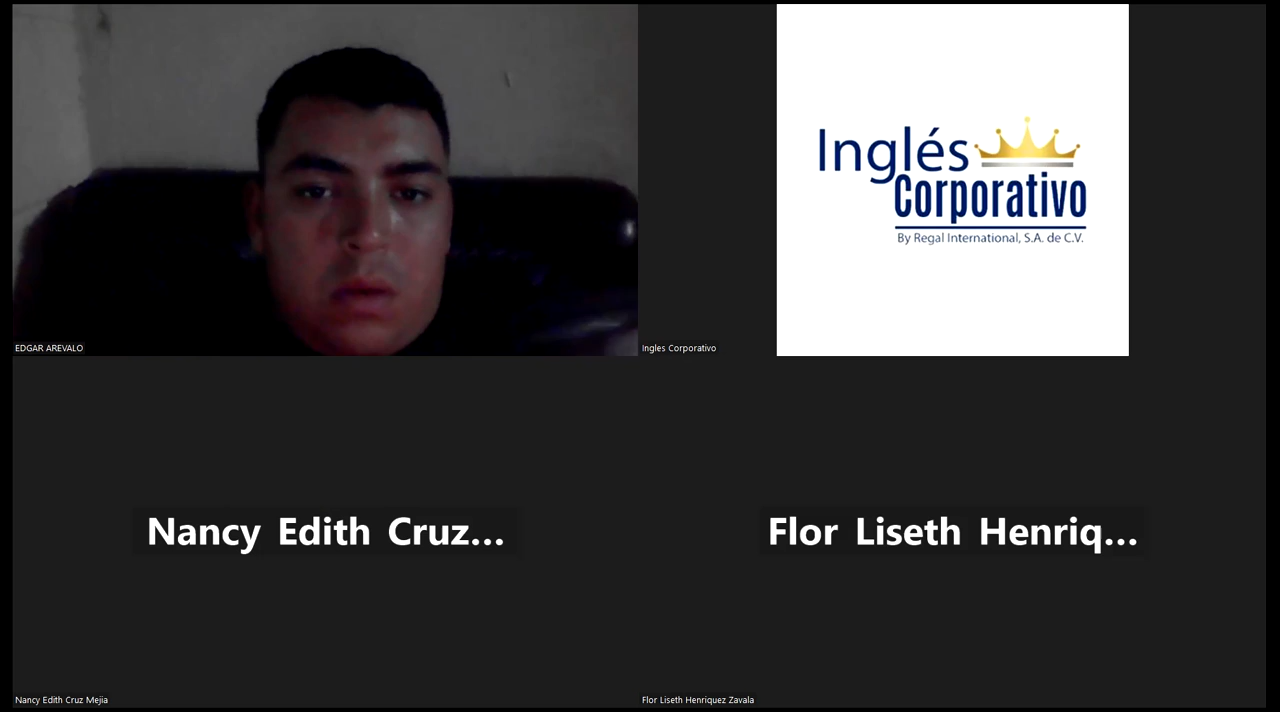 Inglés
Corporativo
By Regal International, S.A. de C.V.
EDGAR AREVALO
Ingles Corporativo
Nancy Edith Cruz...
Flor Liseth Henriq...
Nancy Edith Cruz Mejia
Flor Liseth Henriquez Zavala